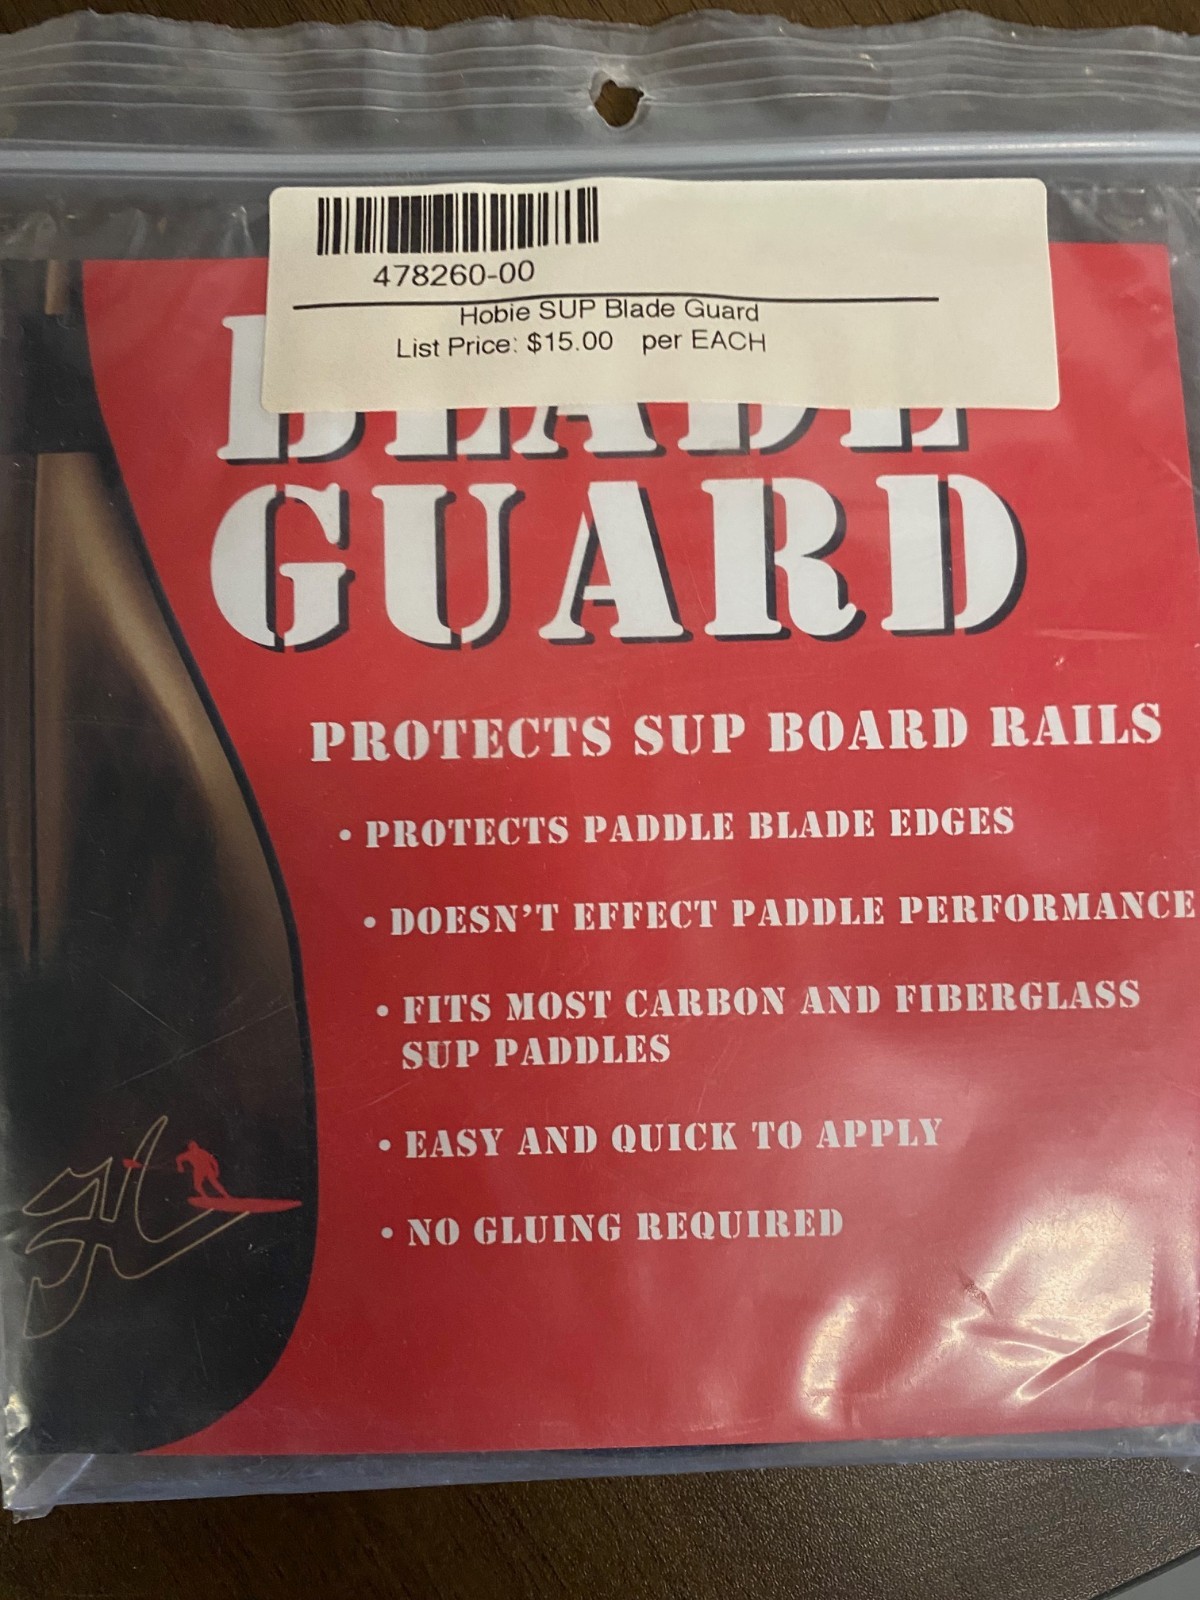 478260-00
Hobie SUP Blade Guard
List Price: $15.00 per EACH
BLADE
GUARD
PROTECTS SUP BOARD RAILS
• PROTECTS PADDLE BLADE EDGES
• DOESN'T EFFECT PADDLE PERFORMANCE
• FITS MOST CARBON AND FIBERGLASS
SUP PADDLES
• EASY AND QUICK TO APPLY
• NO GLUING REQUIRED